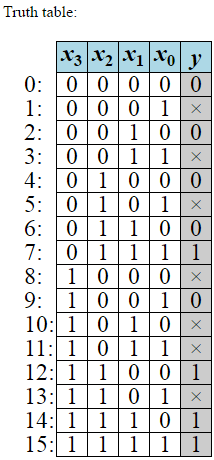 Truth table:
x3 x2 x1 x0 y
0: 0 0 0 0 0
1: 0 0 0 1 ×
2: 0 0 1 0 0
3: 0 0 1 1 ×
4: 0 1 0 0 0
5: 0 1 0 1 ×
6: 0 1 1 0 0
7: 0 1 1 1 1
8: 1 0 0 0 ×
9: 1 0 0 1 0
10: 1 0 1 0 ×
11: 1 0 1 1 ×
12: 1 1 0 0 1
13: 1 1 0 1 ×
14: 1 1 1 0 1
15: 1 1 1 1 1